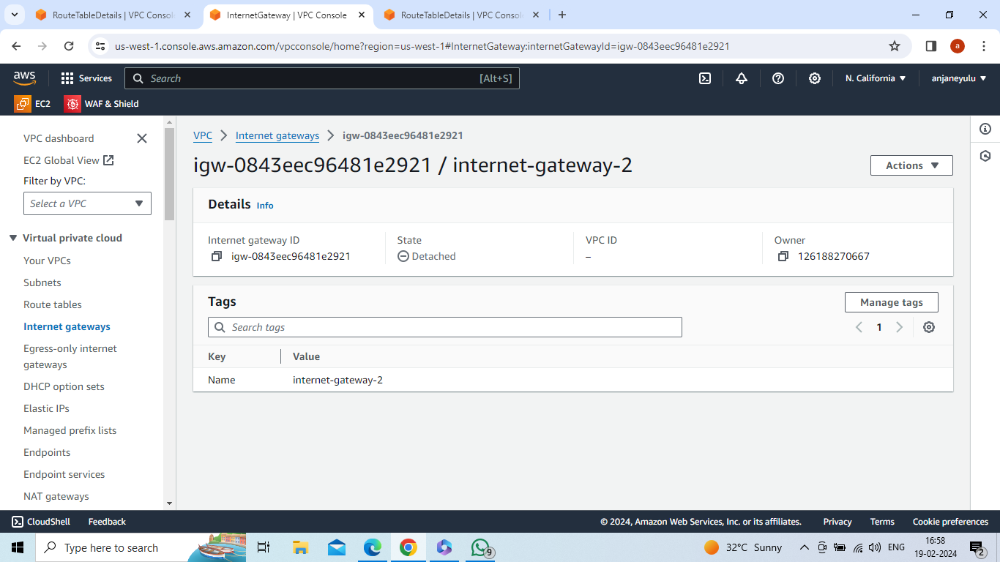 RouteTableDetails | VPC Consol
InternetGateway | VPC Console
RouteTableDetails | VPC Consol
us-west-1.console.aws.amazon.com/vpcconsole/home?region=us-west-1#InternetGateway:internetGatewayId=igw-0843eec96481e2921
a
aws
Services
Search
[Alt+S]
N. California
anjaneyulu
EC2
WAF & Shield
VPC dashboard
EC2 Global View
Filter by VPC:
Select a VPC
Virtual private cloud
Your VPCs
Subnets
Route tables
Internet gateways
Egress-only internet
gateways
DHCP option sets
Elastic IPs
Managed prefix lists
Endpoints
Endpoint services
NAT gateways
VPC
Internet gateways
igw-0843eec96481e2921
igw-0843eec96481e2921 / internet-gateway-2
Actions
Details Info
Internet gateway ID
igw-0843eec96481e2921
State
Detached
VPC ID
–
Owner
126188270667
Tags
Manage tags
Search tags
1
Key
Value
Name
internet-gateway-2
CloudShell
Feedback
© 2024, Amazon Web Services, Inc. or its affiliates.
Privacy
Terms
Cookie preferences
Type here to search
9
32°C Sunny
ENG
16:58
19-02-2024
2